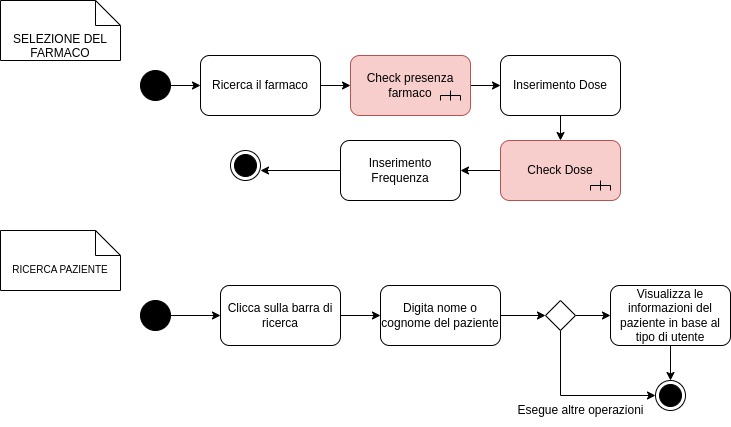 SELEZIONE DEL
FARMACO
Ricerca il farmaco
Check presenza
farmaco
Inserimento Dose
Inserimento
Frequenza
Check Dose
RICERCA PAZIENTE
Clicca sulla barra di
ricerca
Digita nome o
cognome del paziente
Visualizza le
informazioni del
paziente in base al
tipo di utente
Esegue altre operazioni